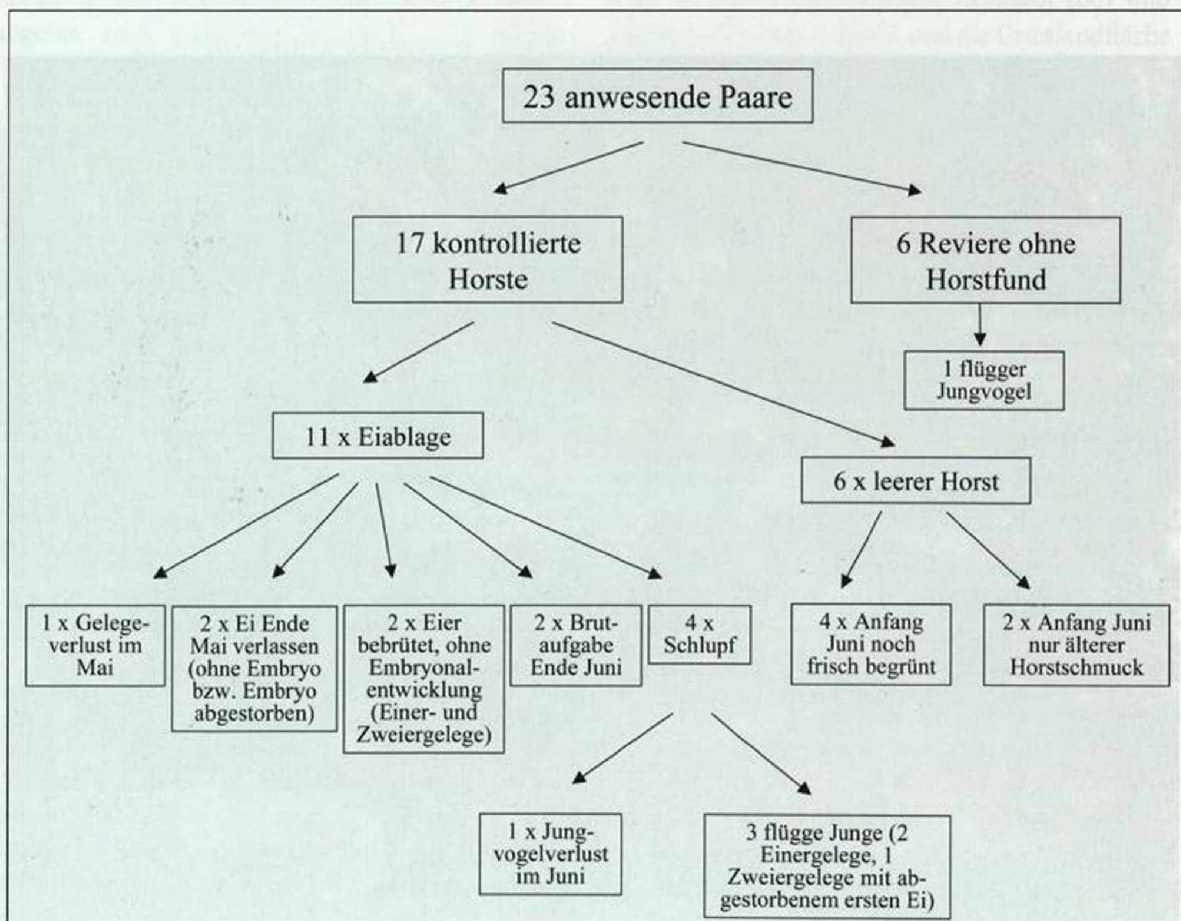 23 anwesende Paare
17 kontrollierte
Horste
6 Reviere ohne
Horstfund
1 flügger
Jungvogel
11 x Eiablage
6 x leerer Horst
1 x Gelege-
verlust im
Mai
2 x Ei Ende
Mai verlassen
(ohne Embryo
bzw. Embryo
abgestorben)
2 x Eier
bebrütet, ohne
Embryonal-
entwicklung
(Einer- und
Zweiergelege)
2 x Brut-
aufgabe
Ende Juni
4 x
Schlupf
4 x Anfang
Juni noch
frisch begrünt
2 x Anfang Juni
nur älterer
Horstschmuck
1 x Jung-
vogelverlust
im Juni
3 flügge Junge (2
Einergelege, 1
Zweiergelege mit ab-
gestorbenem ersten Ei)